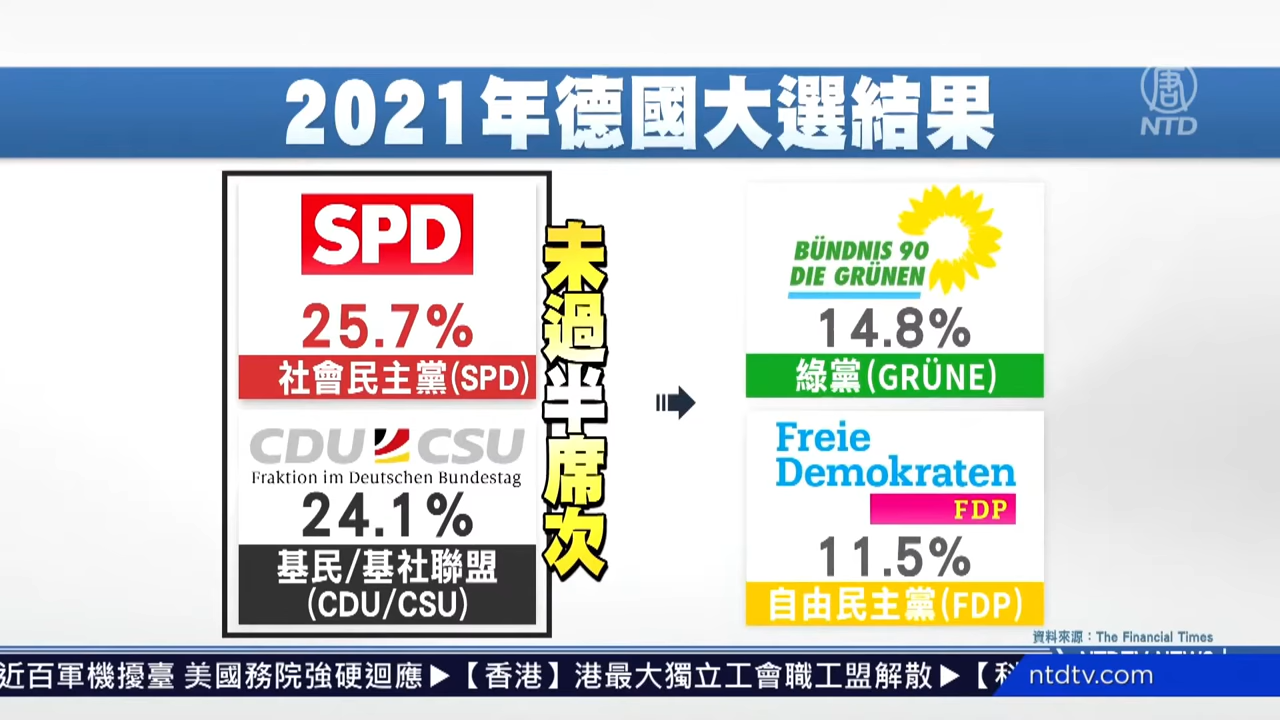 2021年德國大選結果
唐
NTD
SPD
25.7%
社會民主黨(SPD)
CDU CSU
Fraktion im Deutschen Bundestag
24.1%
基民/基社聯盟
(CDU/CSU)
未過半席次
BÜNDNIS 90
DIE GRÜNEN
14.8%
綠黨(GRÜNE)
Freie
Demokraten
FDP
11.5%
自由民主黨(FDP)
資料來源：The Financial Times
近百軍機擾臺 美國務院強硬迴應▶【香港】港最大獨立工會職工盟解散▶【科
ntdtv.com